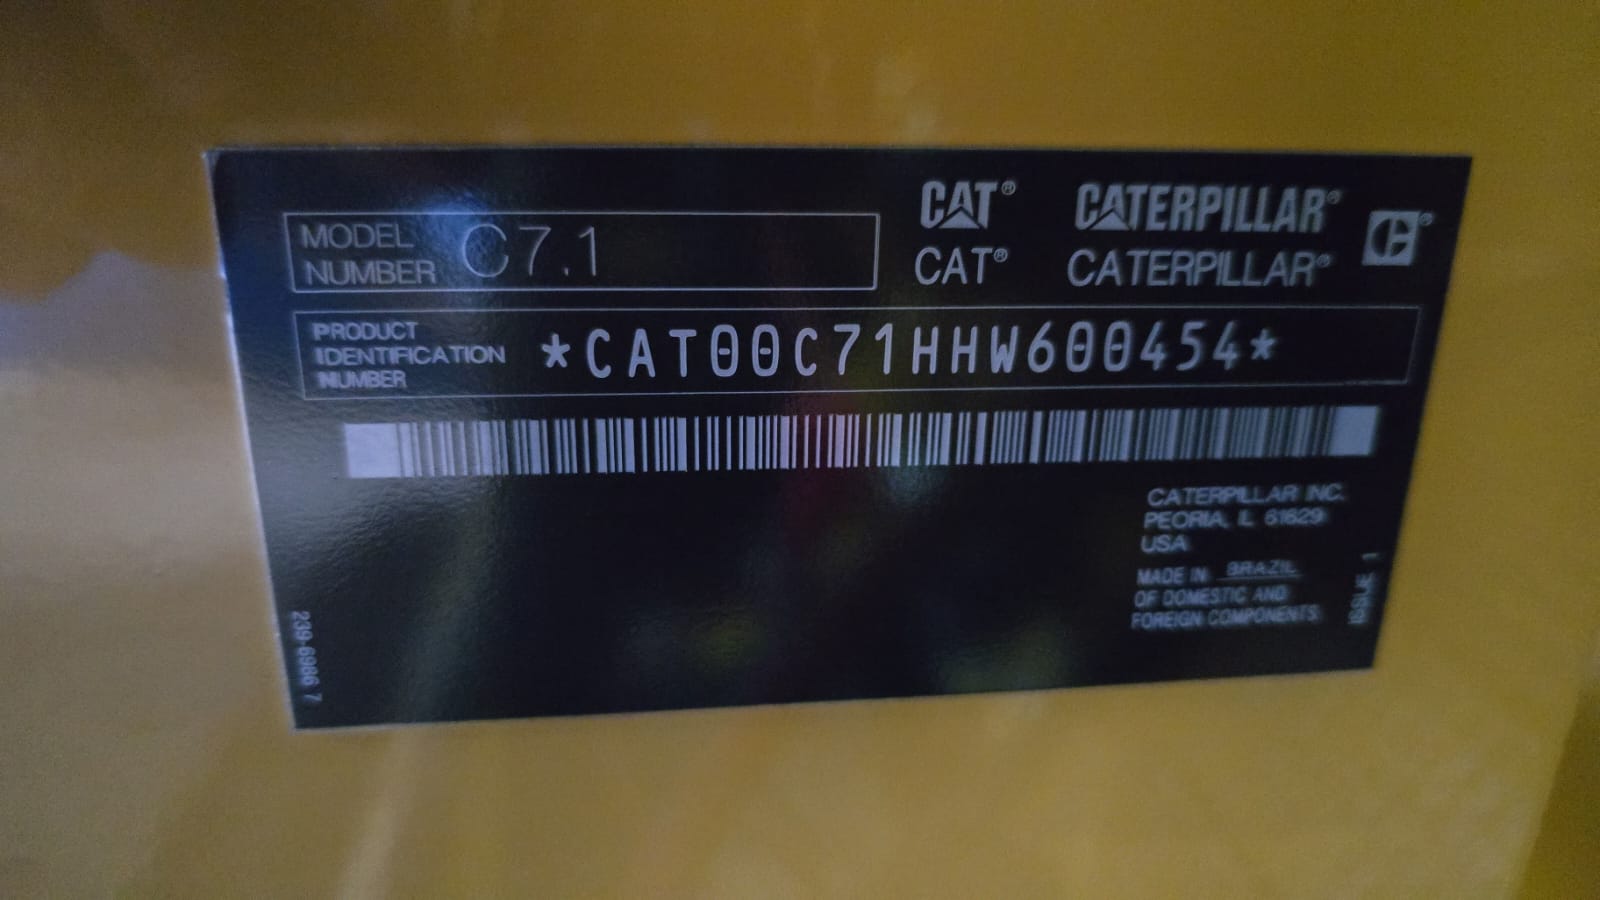 MODEL NUMBER C7.1
CAT® CATERPILLAR®
CAT® CATERPILLAR®
PRODUCT
IDENTIFICATION
NUMBER
*CAT00C71HHW600454*
CATERPILLAR INC.
PEORIA, IL 61629
USA
MADE IN BRAZIL
OF DOMESTIC AND
FOREIGN COMPONENTS
ISSUE 1
239-6986 7